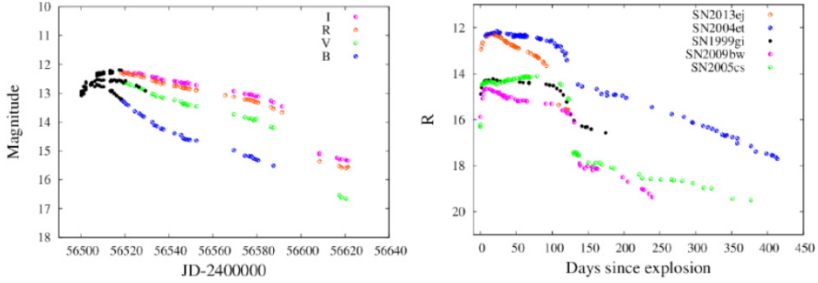 10
11
12
13
14
15
16
17
18
Magnitude
I
R
V
B
56500 56520 56540 56560 56580 56600 56620 56640
JD-2400000
12
14
16
18
20
R
SN2013ej
SN2004et
SN1999gi
SN2009bw
SN2005cs
0 50 100 150 200 250 300 350 400 450
Days since explosion